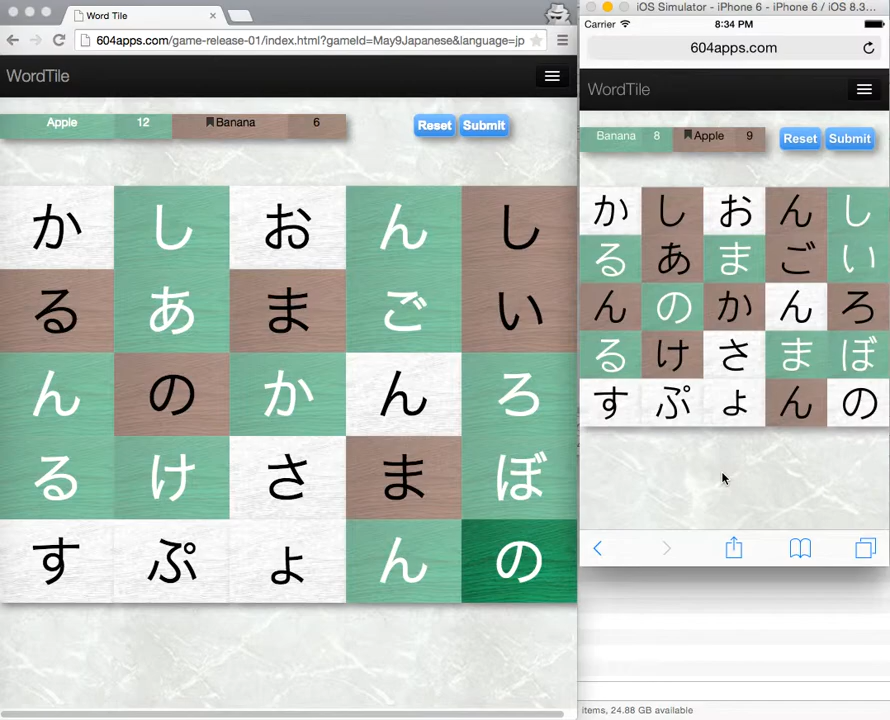 Word Tile
604apps.com/game-release-01/index.html?gameId=May9Japanese&language=jp
WordTile
Apple 12 Banana 6 Reset Submit
か し お ん し
る あ ま ご い
ん の か ん ろ
る け さ ま ぼ
す ぷ ょ ん の
iOS Simulator - iPhone 6 - iPhone 6 / iOS 8.3...
Carrier 8:34 PM
604apps.com
WordTile
Banana 8 Apple 9 Reset Submit
か し お ん し
る あ ま ご い
ん の か ん ろ
る け さ ま ぼ
す ぷ ょ ん の
items, 24.88 GB available